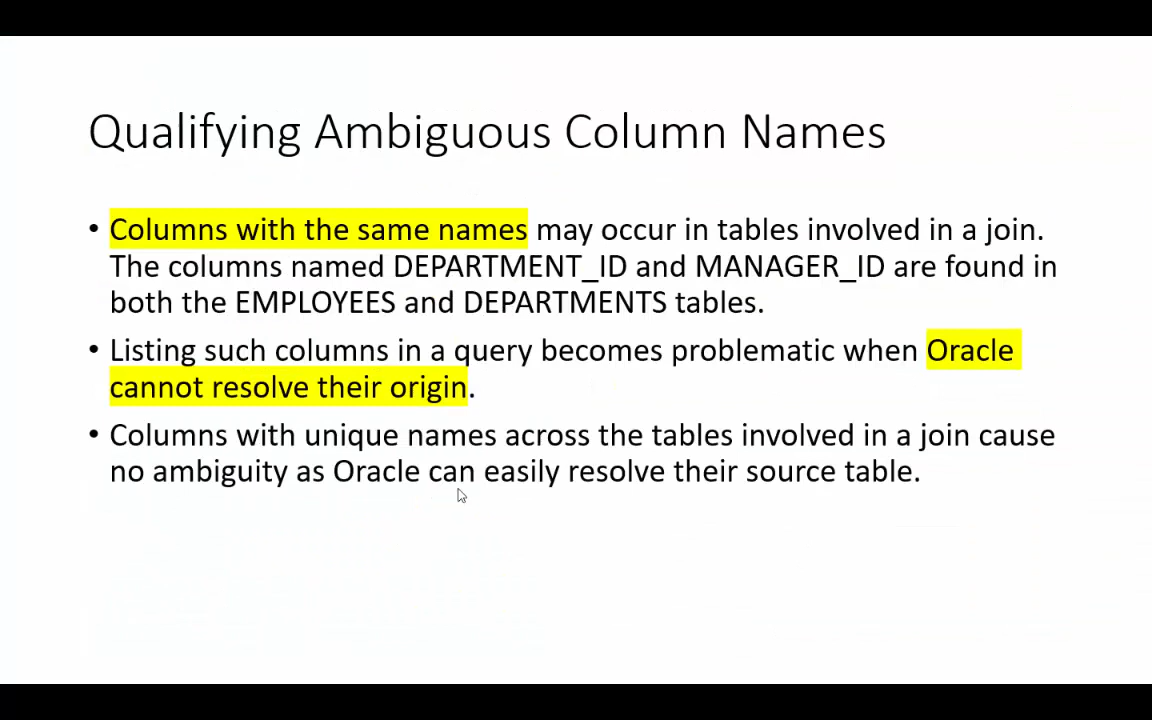 Qualifying Ambiguous Column Names
• Columns with the same names may occur in tables involved in a join.
The columns named DEPARTMENT_ID and MANAGER_ID are found in
both the EMPLOYEES and DEPARTMENTS tables.
• Listing such columns in a query becomes problematic when Oracle
cannot resolve their origin.
• Columns with unique names across the tables involved in a join cause
no ambiguity as Oracle can easily resolve their source table.